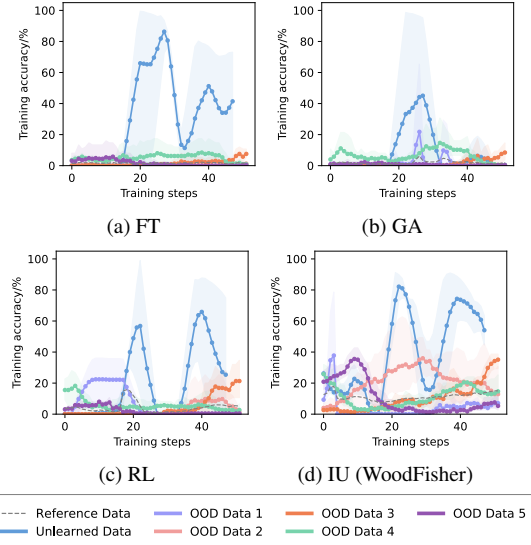 100
80
60
40
20
0
Training accuracy/%
0 20 40
Training steps
(a) FT
100
80
60
40
20
0
Training accuracy/%
0 20 40
Training steps
(b) GA
100
80
60
40
20
0
Training accuracy/%
0 20 40
Training steps
(c) RL
100
80
60
40
20
0
Training accuracy/%
0 20 40
Training steps
(d) IU (WoodFisher)
Reference Data
Unlearned Data
OOD Data 1
OOD Data 2
OOD Data 3
OOD Data 4
OOD Data 5